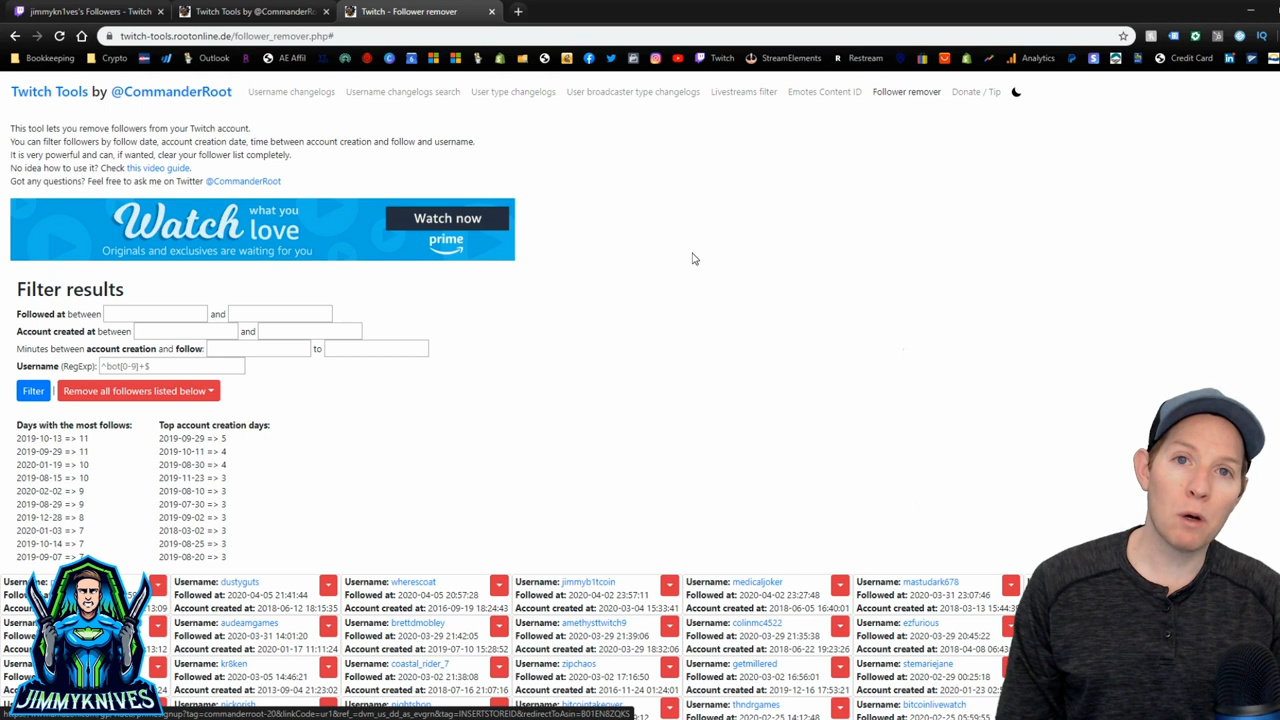 jimmykn1ves's Followers - Twitch
Twitch Tools by @CommanderRo
Twitch - Follower remover
twitch-tools.rootonline.de/follower_remover.php#
Bookkeeping
Crypto
Outlook
AE Affil
Twitch
StreamElements
Restream
Analytics
Credit Card
Twitch Tools by @CommanderRoot
Username changelogs
Username changelogs search
User type changelogs
User broadcaster type changelogs
Livestreams filter
Emotes Content ID
Follower remover
Donate / Tip
This tool lets you remove followers from your Twitch account.
You can filter followers by follow date, account creation date, time between account creation and follow and username.
It is very powerful and can, if wanted, clear your follower list completely.
No idea how to use it? Check this video guide.
Got any questions? Feel free to ask me on Twitter @CommanderRoot
Watch what you love
Originals and exclusives are waiting for you
Watch now
prime
Filter results
Followed at between and
Account created at between and
Minutes between account creation and follow: to
Username (RegExp): ^bot[0-9]+$
Filter | Remove all followers listed below
Days with the most follows: Top account creation days:
2019-10-13 => 11 2019-09-29 => 5
2019-09-29 => 11 2019-10-11 => 4
2020-01-19 => 10 2019-08-30 => 4
2019-08-15 => 10 2019-11-23 => 3
2020-02-02 => 9 2019-08-10 => 3
2019-08-29 => 9 2019-07-30 => 3
2019-12-28 => 8 2019-09-02 => 3
2020-01-03 => 7 2018-03-02 => 3
2019-10-14 => 7 2019-08-25 => 3
2019-09-07 => 2019-08-20 => 3
Username: dustyguts Username: wherescoat Username: jimmyb1tcoin Username: medicaljoker Username: mastudark678
Followed at: 2020-04-05 21:41:44 Followed at: 2020-04-05 20:57:28 Followed at: 2020-04-02 23:57:11 Followed at: 2020-04-02 23:27:48 Followed at: 2020-03-31 23:07:46
Account created at: 2018-06-12 18:15:35 Account created at: 2016-09-19 18:24:43 Account created at: 2020-03-04 15:33:41 Account created at: 2018-06-05 16:40:01 Account created at: 2018-03-13 15:44:3
Username: audeamgames Username: brettdmobley Username: amethysttwitch9 Username: colinmc4522 Username: ezfurious
Followed at: 2020-03-31 14:01:20 Followed at: 2020-03-29 21:42:05 Followed at: 2020-03-29 21:39:06 Followed at: 2020-03-29 21:35:38 Followed at: 2020-03-29 20:45:22
Account created at: 2020-01-17 11:11:24 Account created at: 2019-07-10 15:28:52 Account created at: 2020-03-29 18:32:06 Account created at: 2018-06-22 19:23:26 Account created at: 2018-04-08 06:43
Username: kr8ken Username: coastal_rider_7 Username: zipchaos Username: getmillered Username: stemariejane
Followed at: 2020-03-05 14:46:21 Followed at: 2020-03-04 21:38:08 Followed at: 2020-03-02 17:16:50 Followed at: 2020-03-02 16:56:01 Followed at: 2020-02-29 00:25:18
Account created at: 2013-09-04 21:23:02 Account created at: 2018-07-16 21:07:16 Account created at: 2016-11-24 01:24:01 Account created at: 2019-12-16 17:53:21 Account created at: 2020-01-23 02:5
Username: bitcointakeover Username: thndrgames Username: bitcoinlivewatch
JIMMYKNIVES